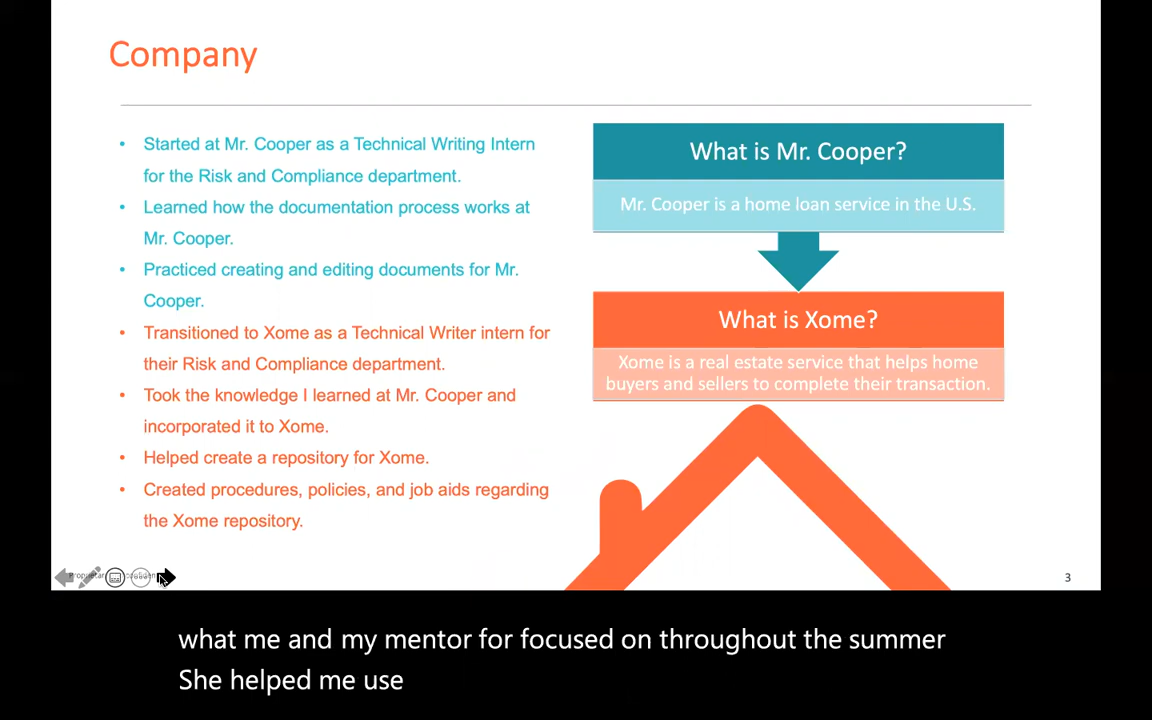 Company
• Started at Mr. Cooper as a Technical Writing Intern
for the Risk and Compliance department.
• Learned how the documentation process works at
Mr. Cooper.
• Practiced creating and editing documents for Mr.
Cooper.
• Transitioned to Xome as a Technical Writer intern for
their Risk and Compliance department.
• Took the knowledge I learned at Mr. Cooper and
incorporated it to Xome.
• Helped create a repository for Xome.
• Created procedures, policies, and job aids regarding
the Xome repository.
What is Mr. Cooper?
Mr. Cooper is a home loan service in the U.S.
What is Xome?
Xome is a real estate service that helps home
buyers and sellers to complete their transaction.
3
what me and my mentor for focused on throughout the summer
She helped me use